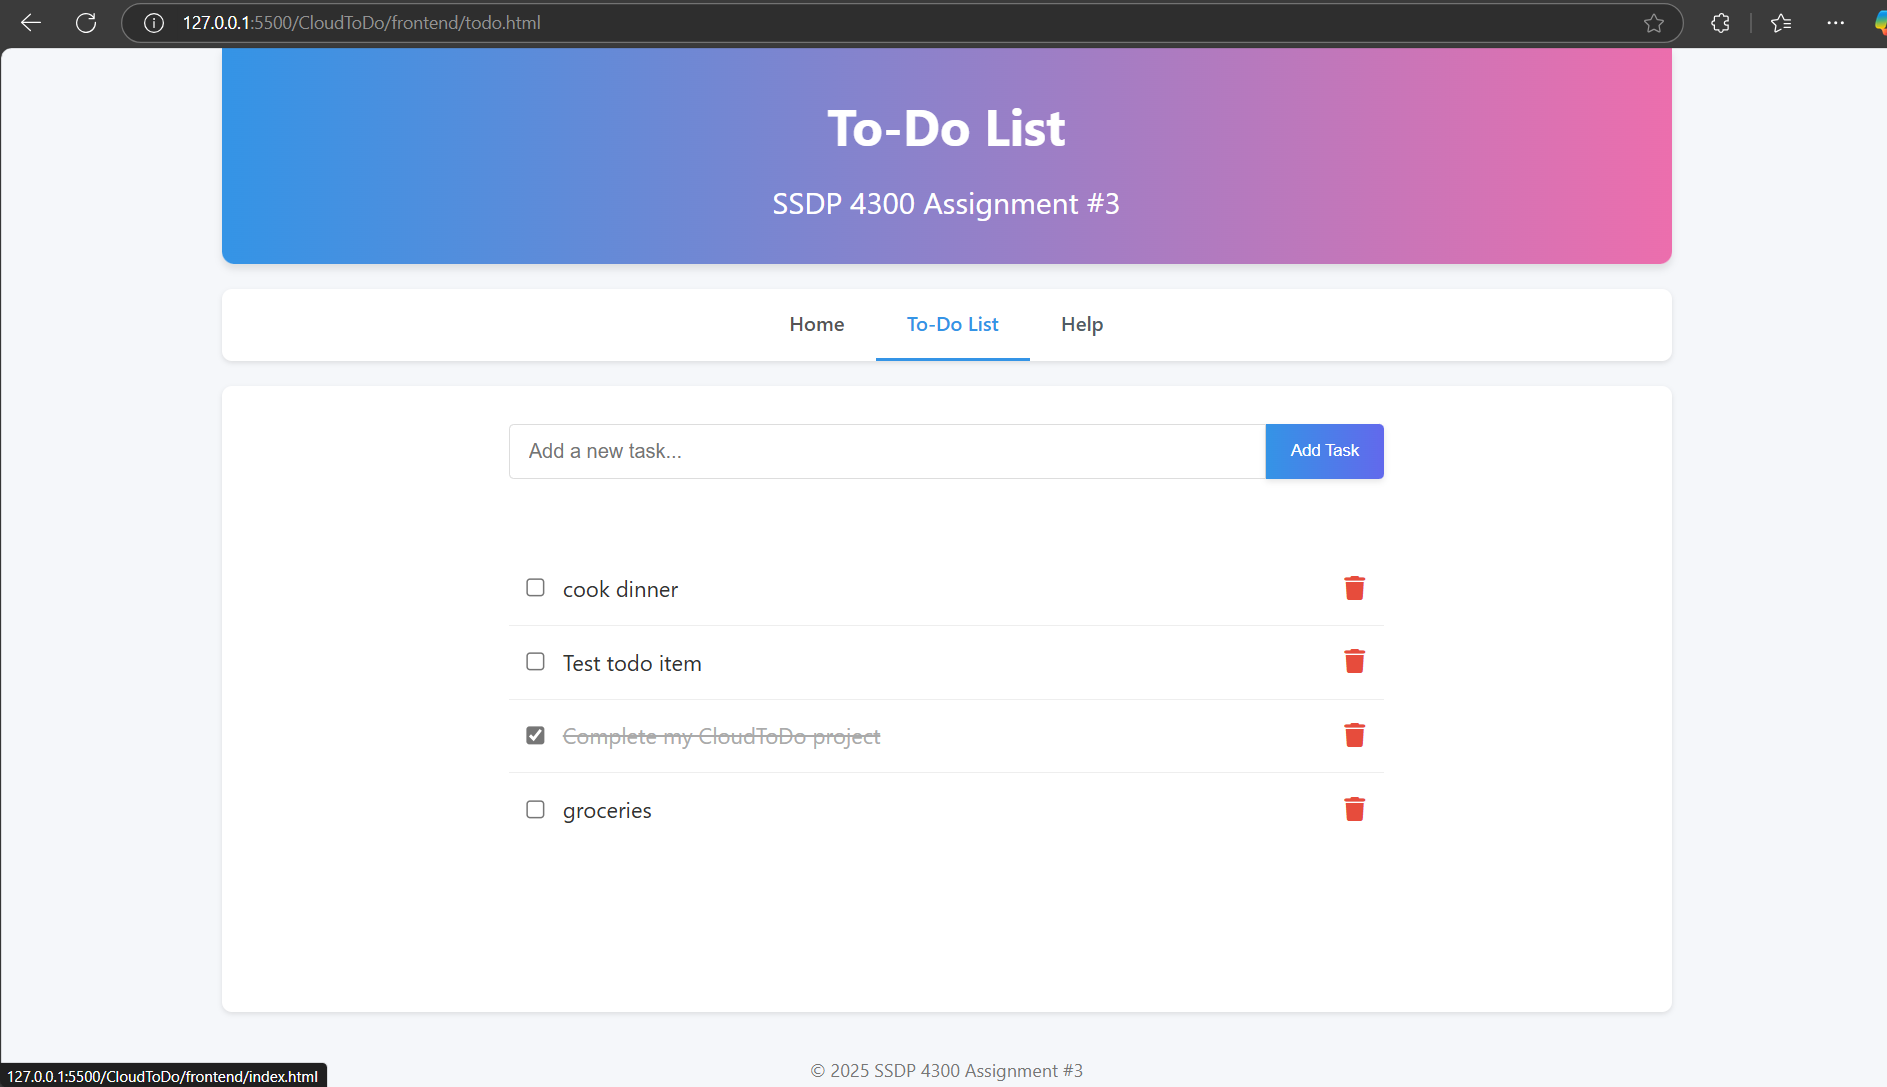 127.0.0.1:5500/CloudToDo/frontend/todo.html
To-Do List
SSDP 4300 Assignment #3
Home To-Do List Help
Add a new task... Add Task
cook dinner
Test todo item
Complete my CloudToDo project
groceries
© 2025 SSDP 4300 Assignment #3
127.0.0.1:5500/CloudToDo/frontend/index.html